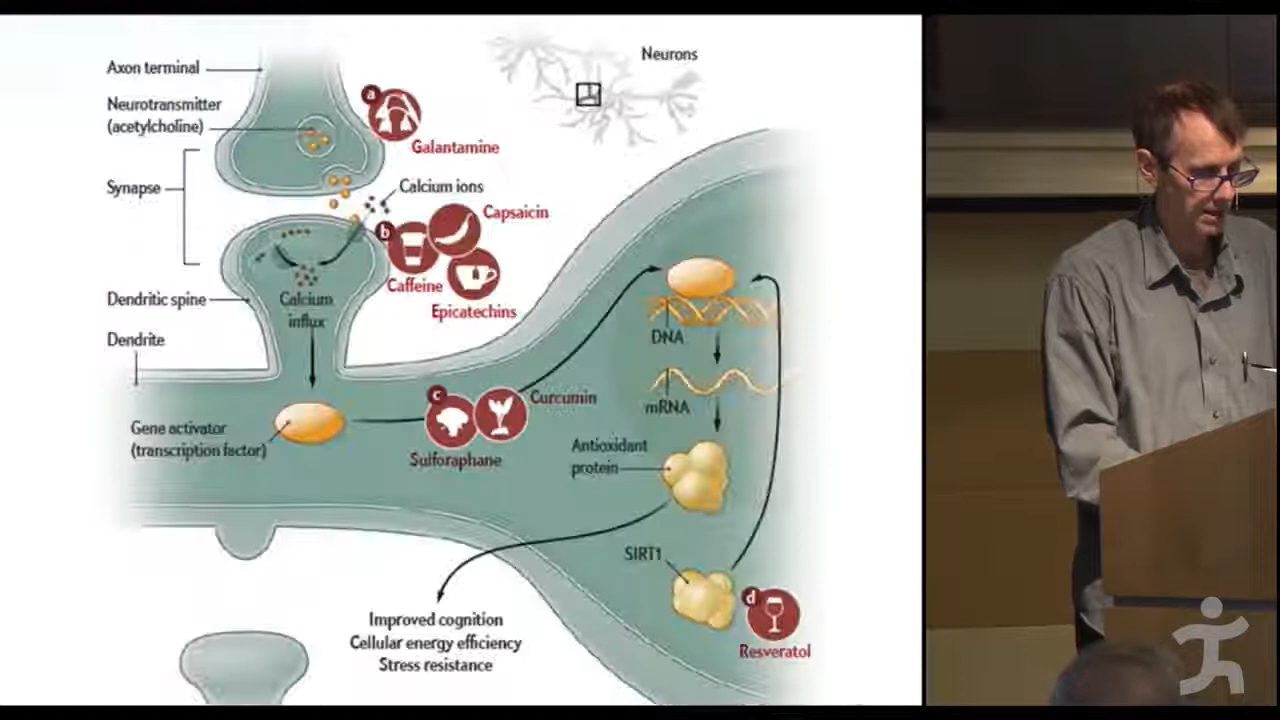 Neurons
Axon terminal
Neurotransmitter
(acetylcholine)
a
Galantamine
Synapse
Calcium ions
Capsaicin
b
Caffeine
Epicatechins
Dendritic spine
Calcium
influx
Dendrite
DNA
mRNA
c
Curcumin
Gene activator
(transcription factor)
Sulforaphane
Antioxidant
protein
SIRT1
d
Resveratol
Improved cognition
Cellular energy efficiency
Stress resistance